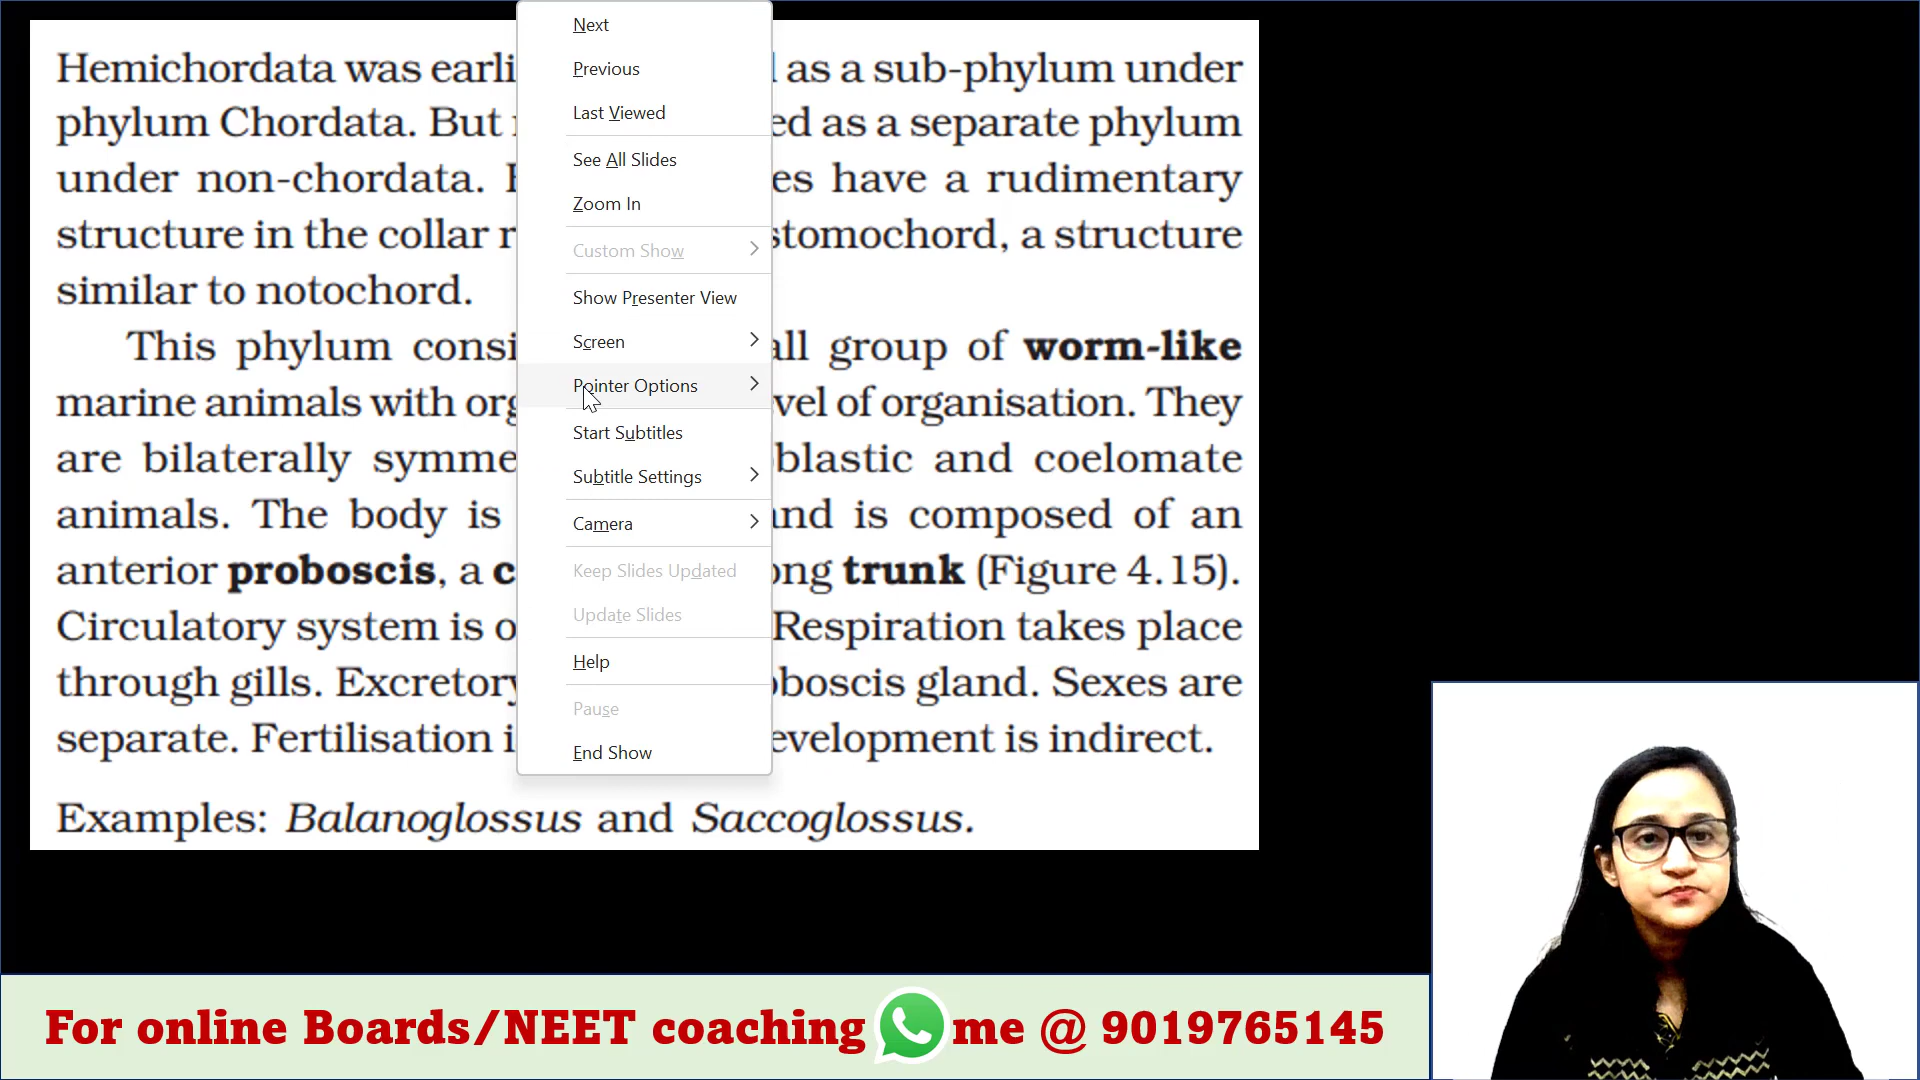 Hemichordata was earli as a sub-phylum under
phylum Chordata. But ed as a separate phylum
under non-chordata. es have a rudimentary
structure in the collar r stomochord, a structure
similar to notochord.
This phylum consi all group of worm-like
marine animals with org vel of organisation. They
are bilaterally symme blastic and coelomate
animals. The body is and is composed of an
anterior proboscis, a c ong trunk (Figure 4.15).
Circulatory system is o Respiration takes place
through gills. Excretory boscis gland. Sexes are
separate. Fertilisation i evelopment is indirect.
Examples: Balanoglossus and Saccoglossus.
Next
Previous
Last Viewed
See All Slides
Zoom In
Custom Show
Show Presenter View
Screen
Pointer Options
Start Subtitles
Subtitle Settings
Camera
Keep Slides Updated
Update Slides
Help
Pause
End Show
For online Boards/NEET coaching me @ 9019765145